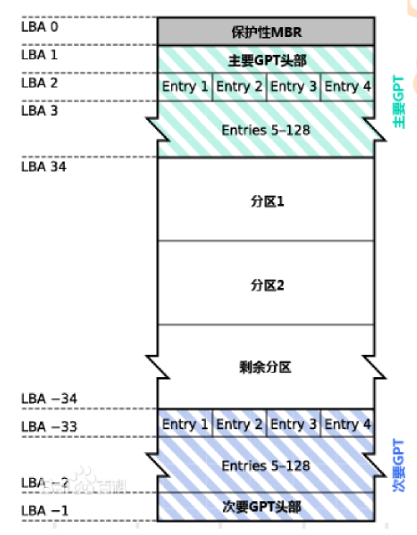 LBA 0
保护性MBR
LBA 1
主要GPT头部
LBA 2
Entry 1 Entry 2 Entry 3 Entry 4
LBA 3
Entries 5–128
主要GPT
LBA 34
分区1
分区2
剩余分区
LBA −34
LBA −33
Entry 1 Entry 2 Entry 3 Entry 4
Entries 5–128
次要GPT
LBA −2
LBA −1
次要GPT头部